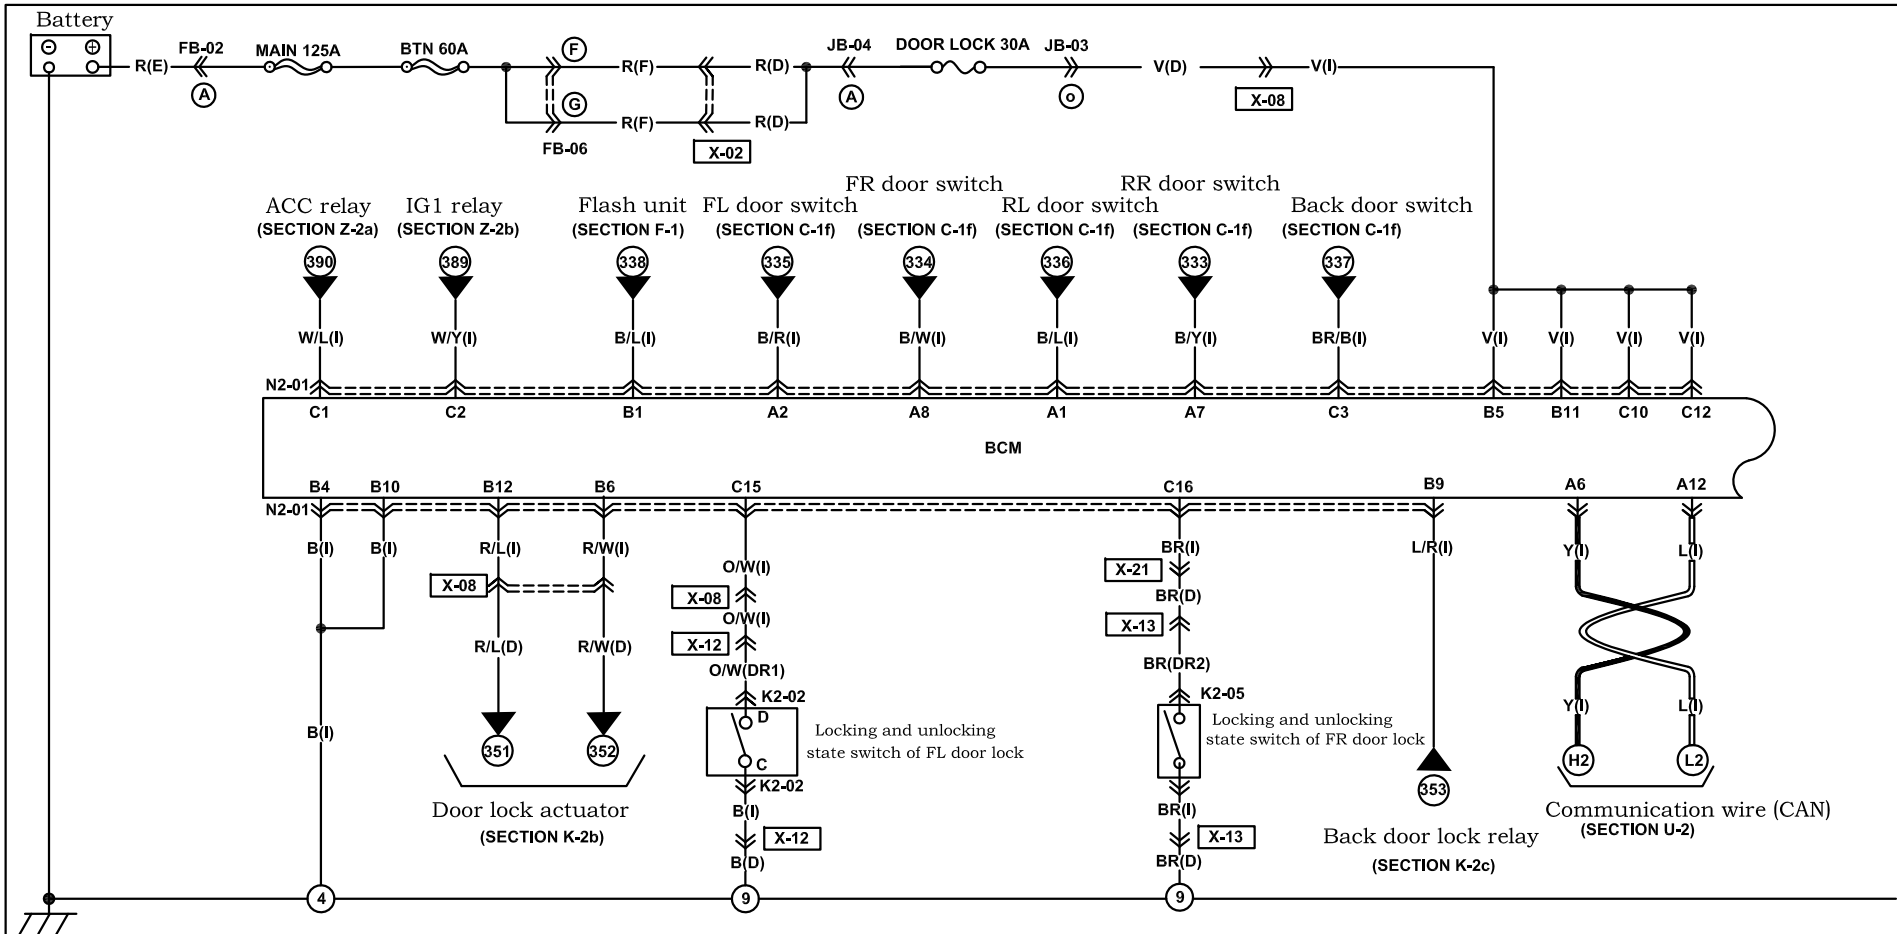 Battery
FB-02
MAIN 125A
BTN 60A
F
JB-04
DOOR LOCK 30A
JB-03
R(E)
R(F)
R(D)
V(D)
V(I)
A
G
A
o
X-08
R(F)
R(D)
FB-06
X-02
FR door switch
RR door switch
ACC relay
IG1 relay
Flash unit
FL door switch
RL door switch
Back door switch
(SECTION Z-2a)
(SECTION Z-2b)
(SECTION F-1)
(SECTION C-1f)
(SECTION C-1f)
(SECTION C-1f)
(SECTION C-1f)
(SECTION C-1f)
390
389
338
335
334
336
333
337
W/L(I)
W/Y(I)
B/L(I)
B/R(I)
B/W(I)
B/L(I)
B/Y(I)
BR/B(I)
V(I)
V(I)
V(I)
V(I)
N2-01
C1
C2
B1
A2
A8
A1
A7
C3
B5
B11
C10
C12
BCM
B4
B10
B12
B6
C15
C16
B9
A6
A12
N2-01
B(I)
B(I)
R/L(I)
R/W(I)
O/W(I)
BR(I)
L/R(I)
Y(I)
L(I)
X-08
X-08
X-21
O/W(I)
BR(D)
X-12
X-13
R/L(D)
R/W(D)
O/W(DR1)
BR(DR2)
K2-02
K2-05
Y(I)
L(I)
D
B(I)
351
352
Locking and unlocking
state switch of FL door lock
Locking and unlocking
state switch of FR door lock
C
K2-02
H2
L2
353
Door lock actuator
(SECTION K-2b)
B(I)
BR(I)
X-12
X-13
B(D)
BR(D)
Back door lock relay
(SECTION K-2c)
Communication wire (CAN)
(SECTION U-2)
4
9
9